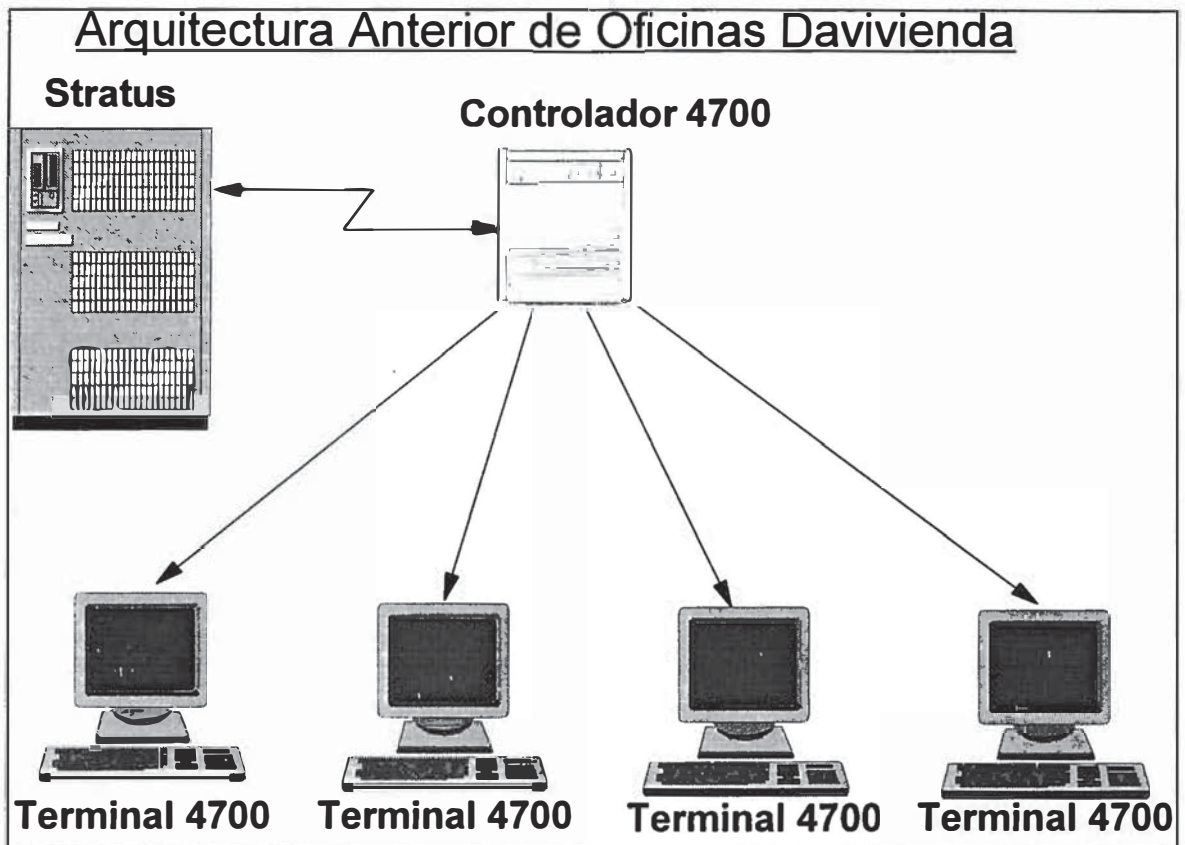 Arquitectura Anterior de Oficinas Davivienda
Stratus
Controlador 4700
Terminal 4700
Terminal 4700
Terminal 4700
Terminal 4700